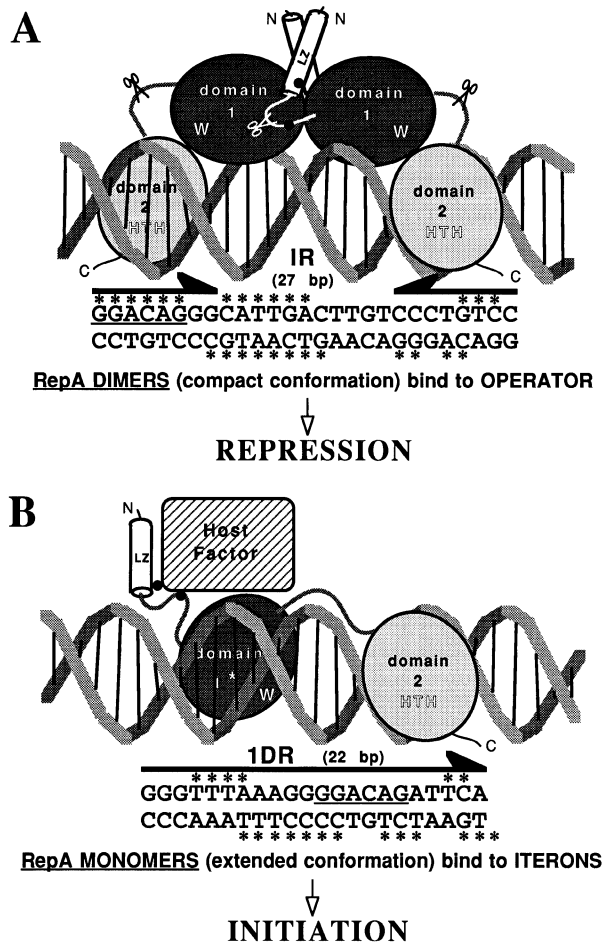 A
N N
LZ
domain domain
1 1
W W
domain domain
2 2
HTH HTH
C C
IR
(27 bp)
****** ****** ***
GGACAGGGCATTGACTTGTCCCTGTCC
CCTGTCCCGTAACTGAACAGGGACAGG
******** ** **
RepA DIMERS (compact conformation) bind to OPERATOR
REPRESSION
B
N
LZ
Host
Factor
domain
1*
W
domain
2
HTH
C
1DR (22 bp)
**** **
GGGTTTAAAGGGGACAGATTCA
CCCAAATTTCCCCTGTCTAAGT
****** *** ***
RepA MONOMERS (extended conformation) bind to ITERONS
INITIATION